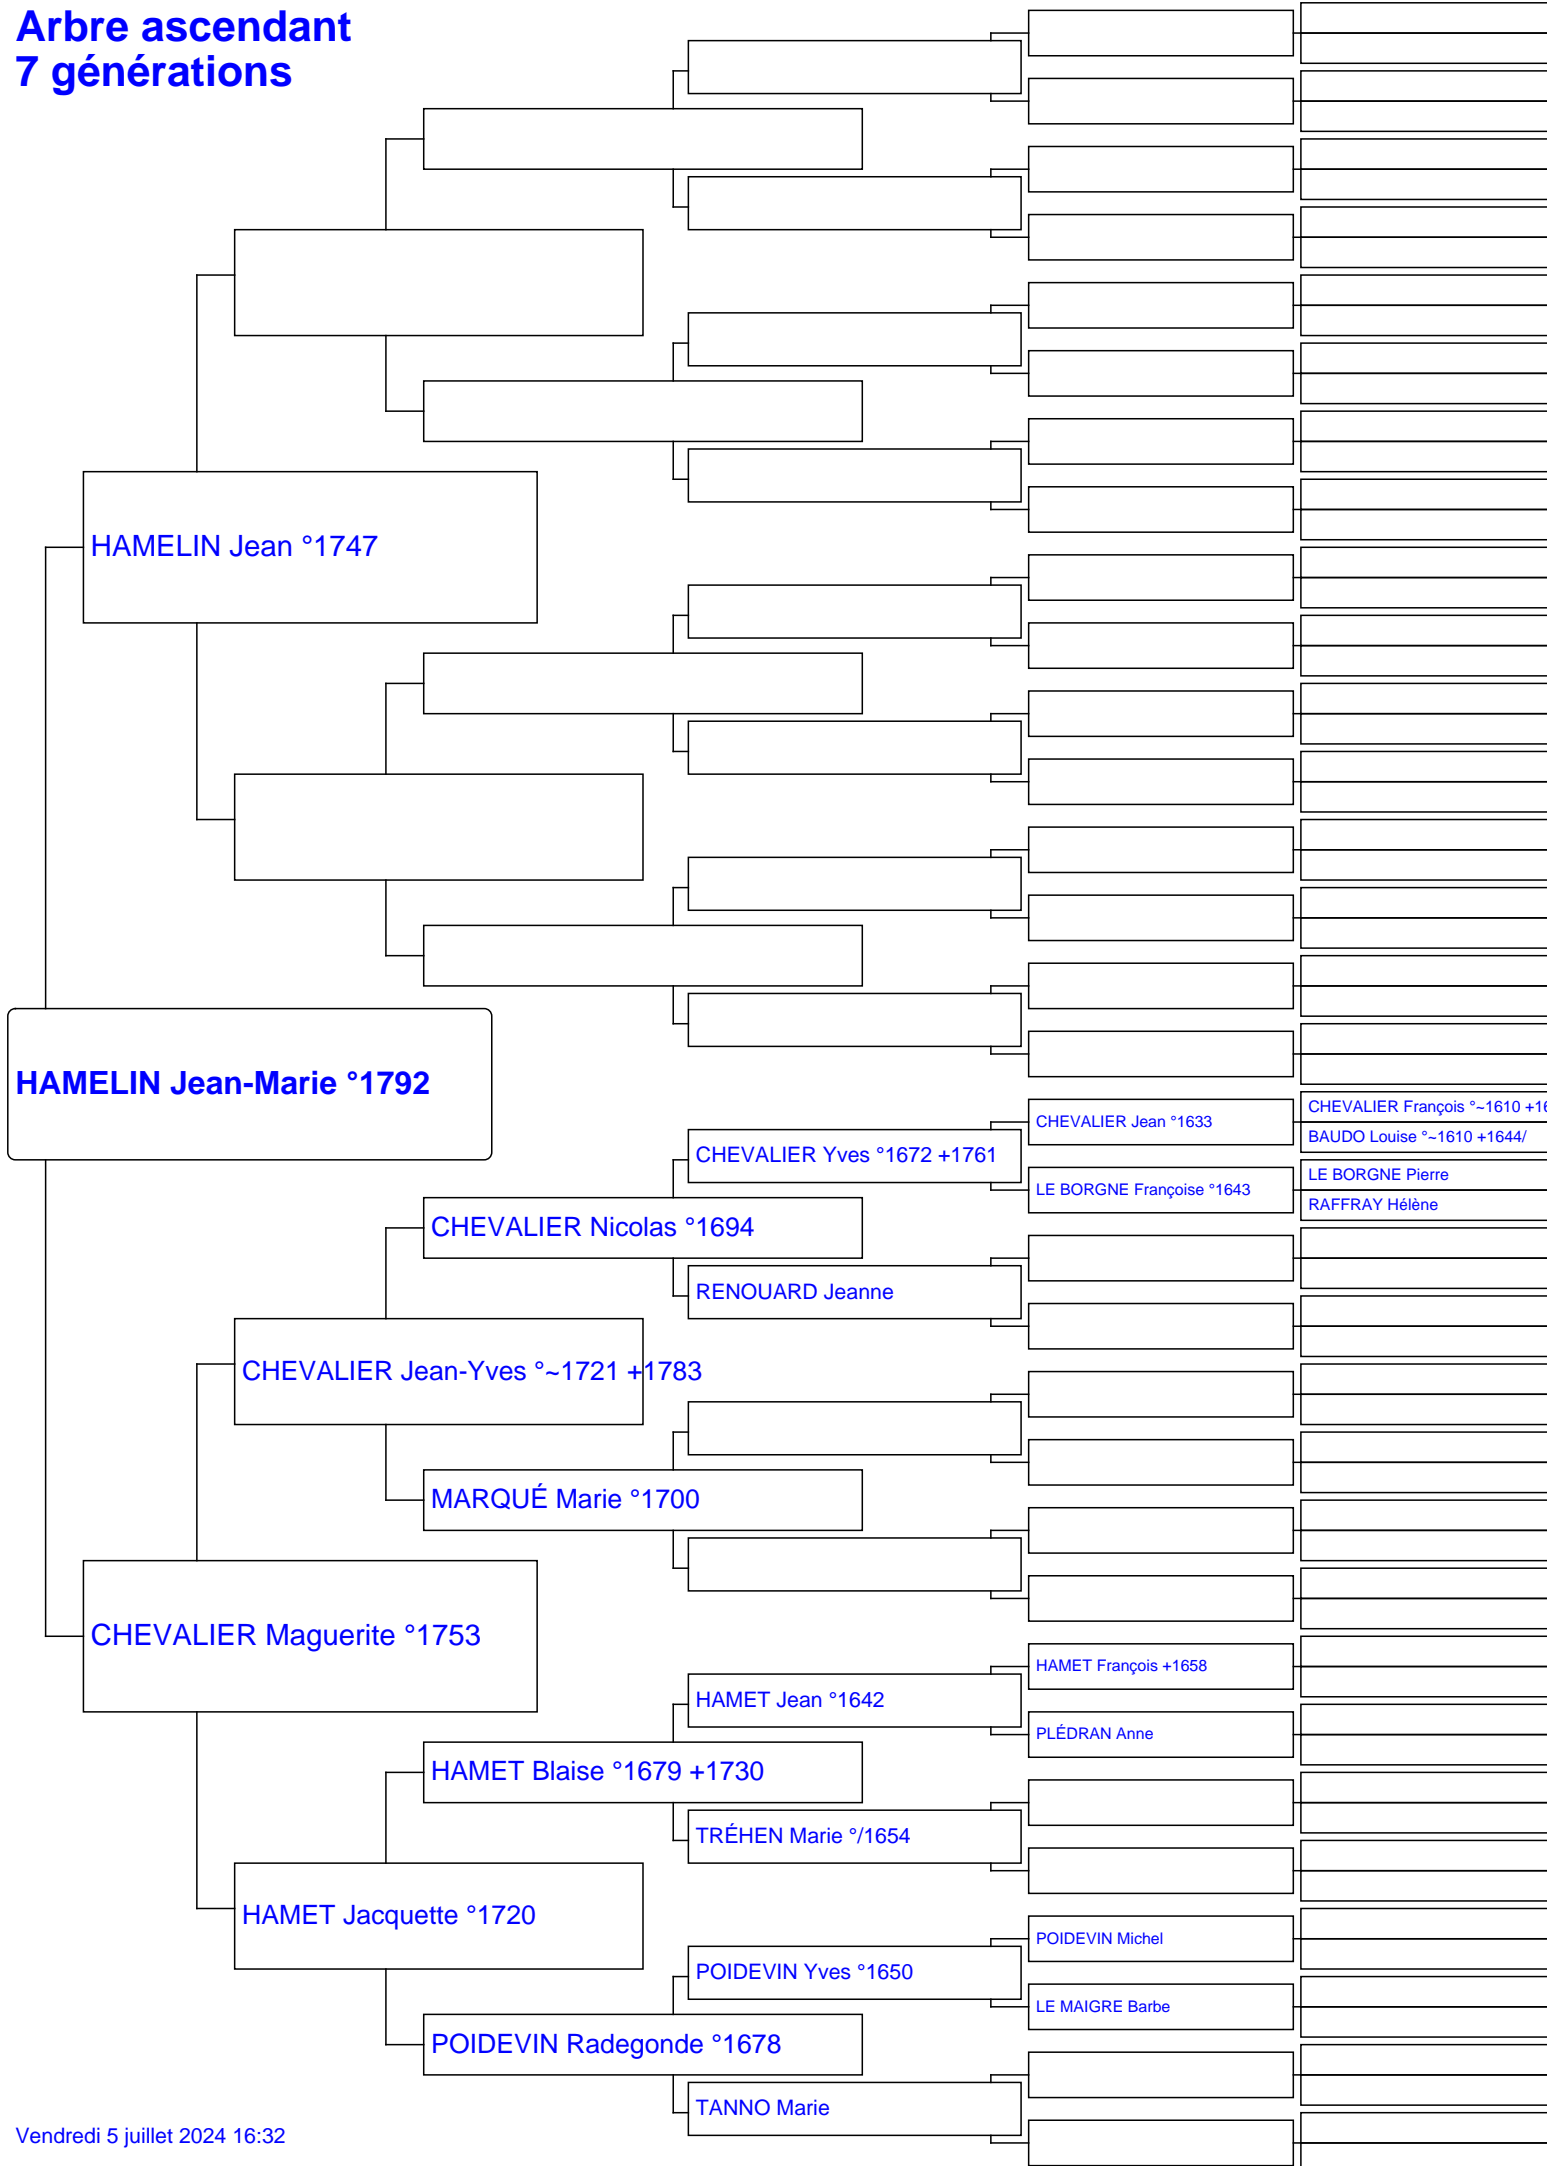 Arbre ascendant
7 générations
HAMELIN Jean °1747
HAMELIN Jean-Marie °1792
CHEVALIER François °~1610
CHEVALIER Jean °1633
BAUDO Louise °~1610 +1644/
CHEVALIER Yves °1672 +1761
LE BORGNE Pierre
LE BORGNE Françoise °1643
RAFFRAY Hélène
CHEVALIER Nicolas °1694
RENOUARD Jeanne
CHEVALIER Jean-Yves °~1721 +1783
MARQUÉ Marie °1700
CHEVALIER Maguerite °1753
HAMET François +1658
HAMET Jean °1642
PLÉDRAN Anne
HAMET Blaise °1679 +1730
TRÉHEN Marie °/1654
HAMET Jacquette °1720
POIDEVIN Michel
POIDEVIN Yves °1650
LE MAIGRE Barbe
POIDEVIN Radegonde °1678
TANNO Marie
Vendredi 5 juillet 2024 16:32